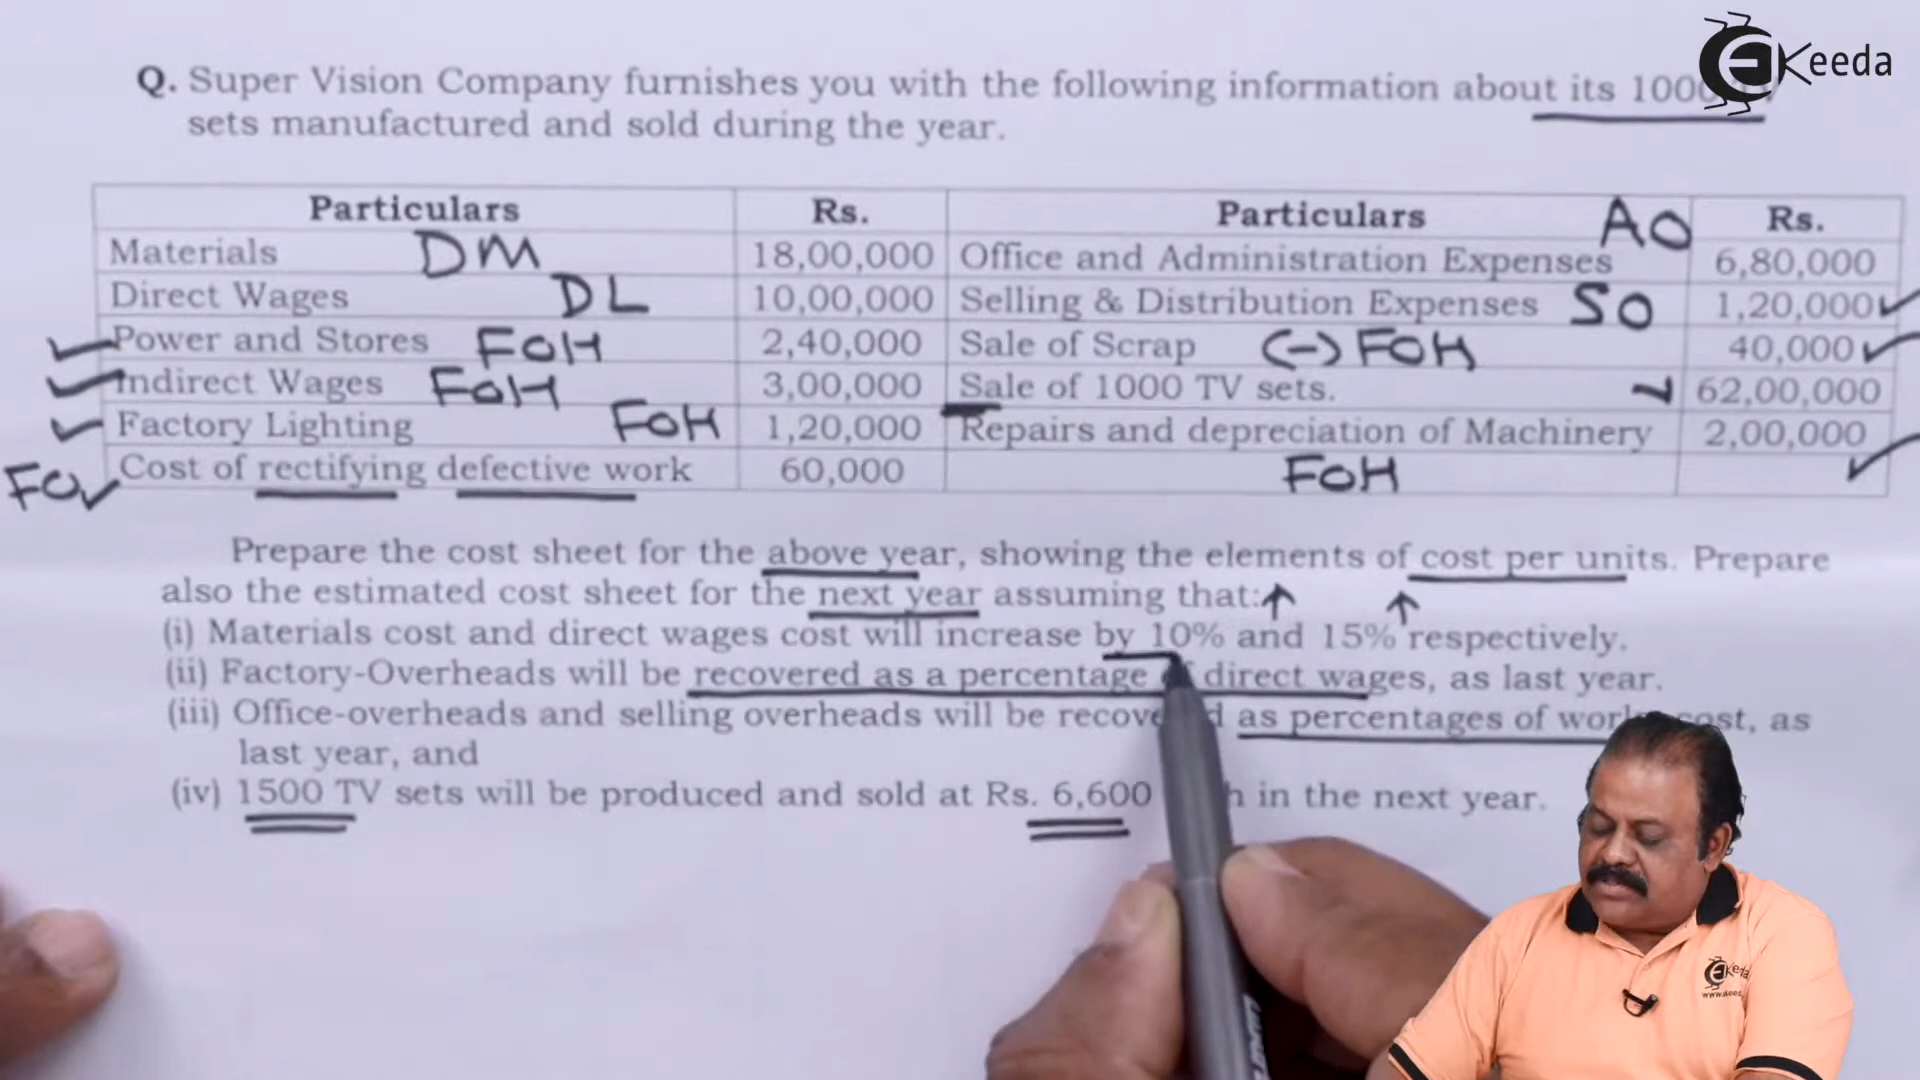 Keeda
Q. Super Vision Company furnishes you with the following information about its 100
sets manufactured and sold during the year.
Particulars Rs. Particulars AO Rs.
Materials DM 18,00,000 Office and Administration Expenses 6,80,000
Direct Wages DL 10,00,000 Selling & Distribution Expenses SO 1,20,000
Power and Stores FOH 2,40,000 Sale of Scrap (-) FOH 40,000
Indirect Wages FOH 3,00,000 Sale of 1000 TV sets. 62,00,000
Factory Lighting FOH 1,20,000 Repairs and depreciation of Machinery 2,00,000
FO Cost of rectifying defective work 60,000 FOH
Prepare the cost sheet for the above year, showing the elements of cost per units. Prepare
also the estimated cost sheet for the next year assuming that:
(i) Materials cost and direct wages cost will increase by 10% and 15% respectively.
(ii) Factory-Overheads will be recovered as a percentage direct wages, as last year.
(iii) Office-overheads and selling overheads will be as percentages of cost, as
last year, and
(iv) 1500 TV sets will be produced and sold at Rs. 6,600 in the next year.